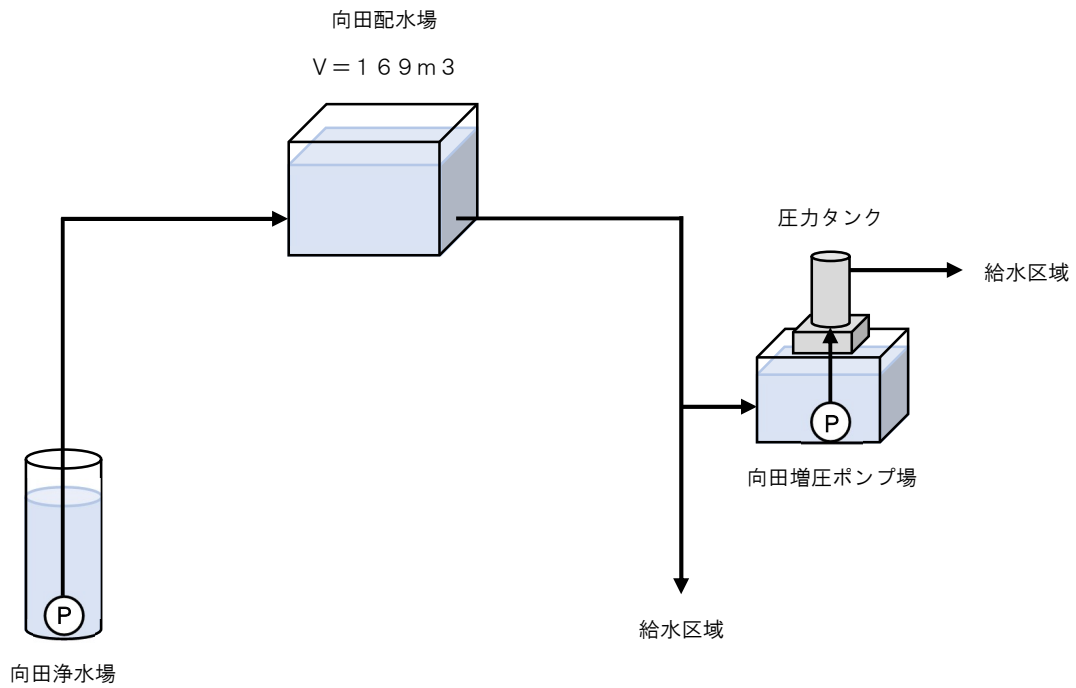 向田配水場
V=169m3
圧力タンク
給水区域
P
向田増圧ポンプ場
P
給水区域
向田浄水場